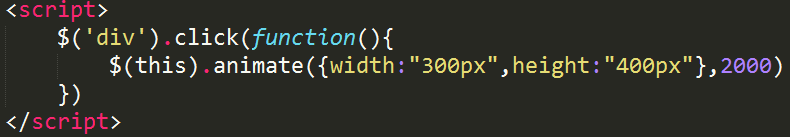 <script>
    $('div').click(function(){
        $(this).animate({width:"300px",height:"400px"},2000)
    })
</script>